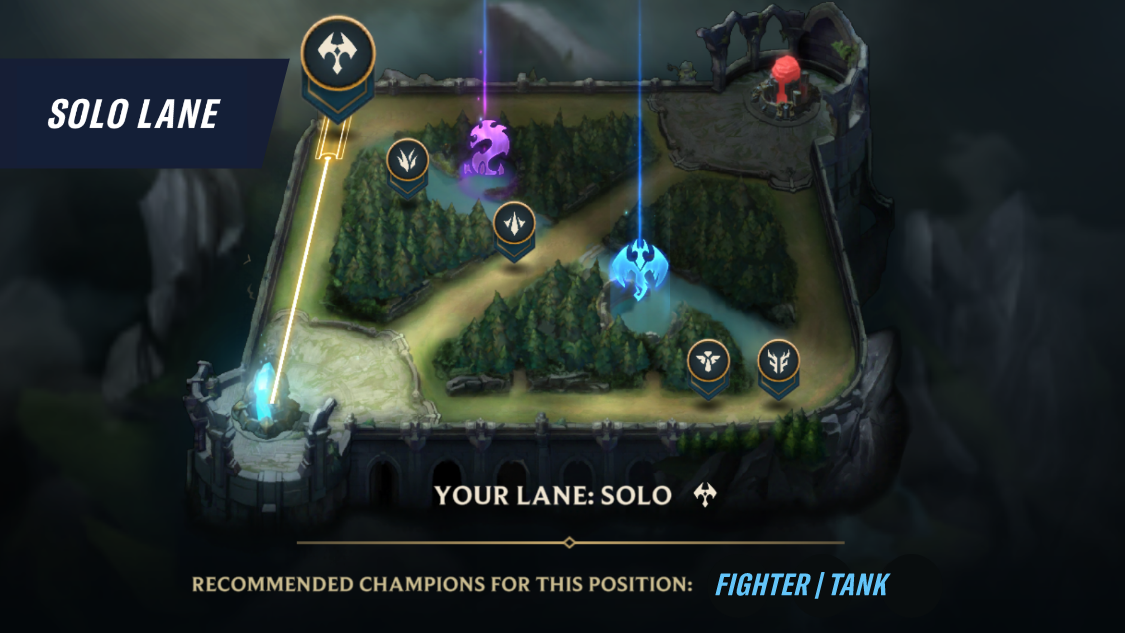 SOLO LANE
YOUR LANE: SOLO
RECOMMENDED CHAMPIONS FOR THIS POSITION: FIGHTER | TANK